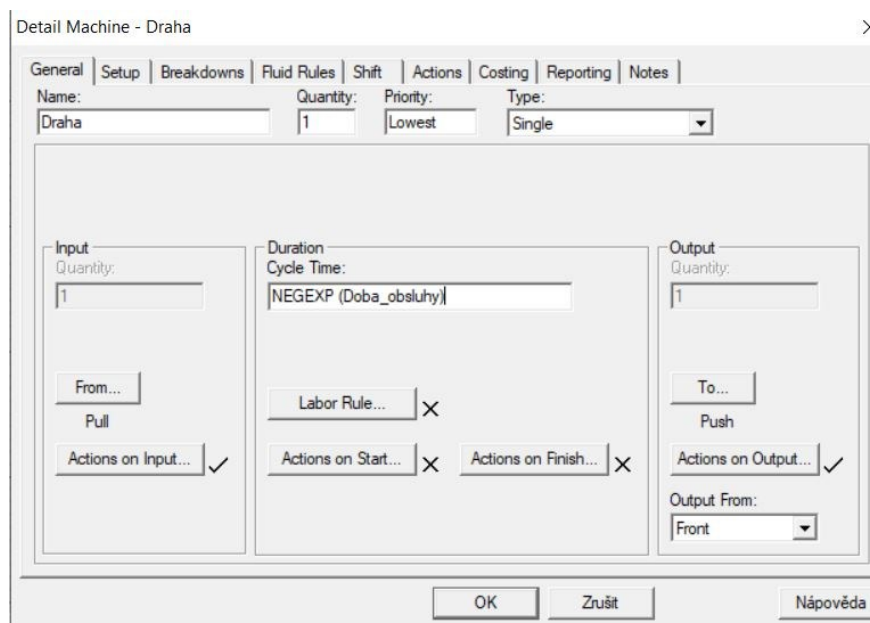 Detail Machine - Draha
General Setup Breakdowns Fluid Rules Shift Actions Costing Reporting Notes
Name: Quantity: Priority: Type:
Draha 1 Lowest Single
Input Duration Output
Quantity: Cycle Time: Quantity:
1 NEGEXP (Doba_obsluhy) 1
From... Labor Rule... To...
Pull Push
Actions on Input... Actions on Start... Actions on Finish... Actions on Output...
Output From:
Front
OK Zrušit Nápověda